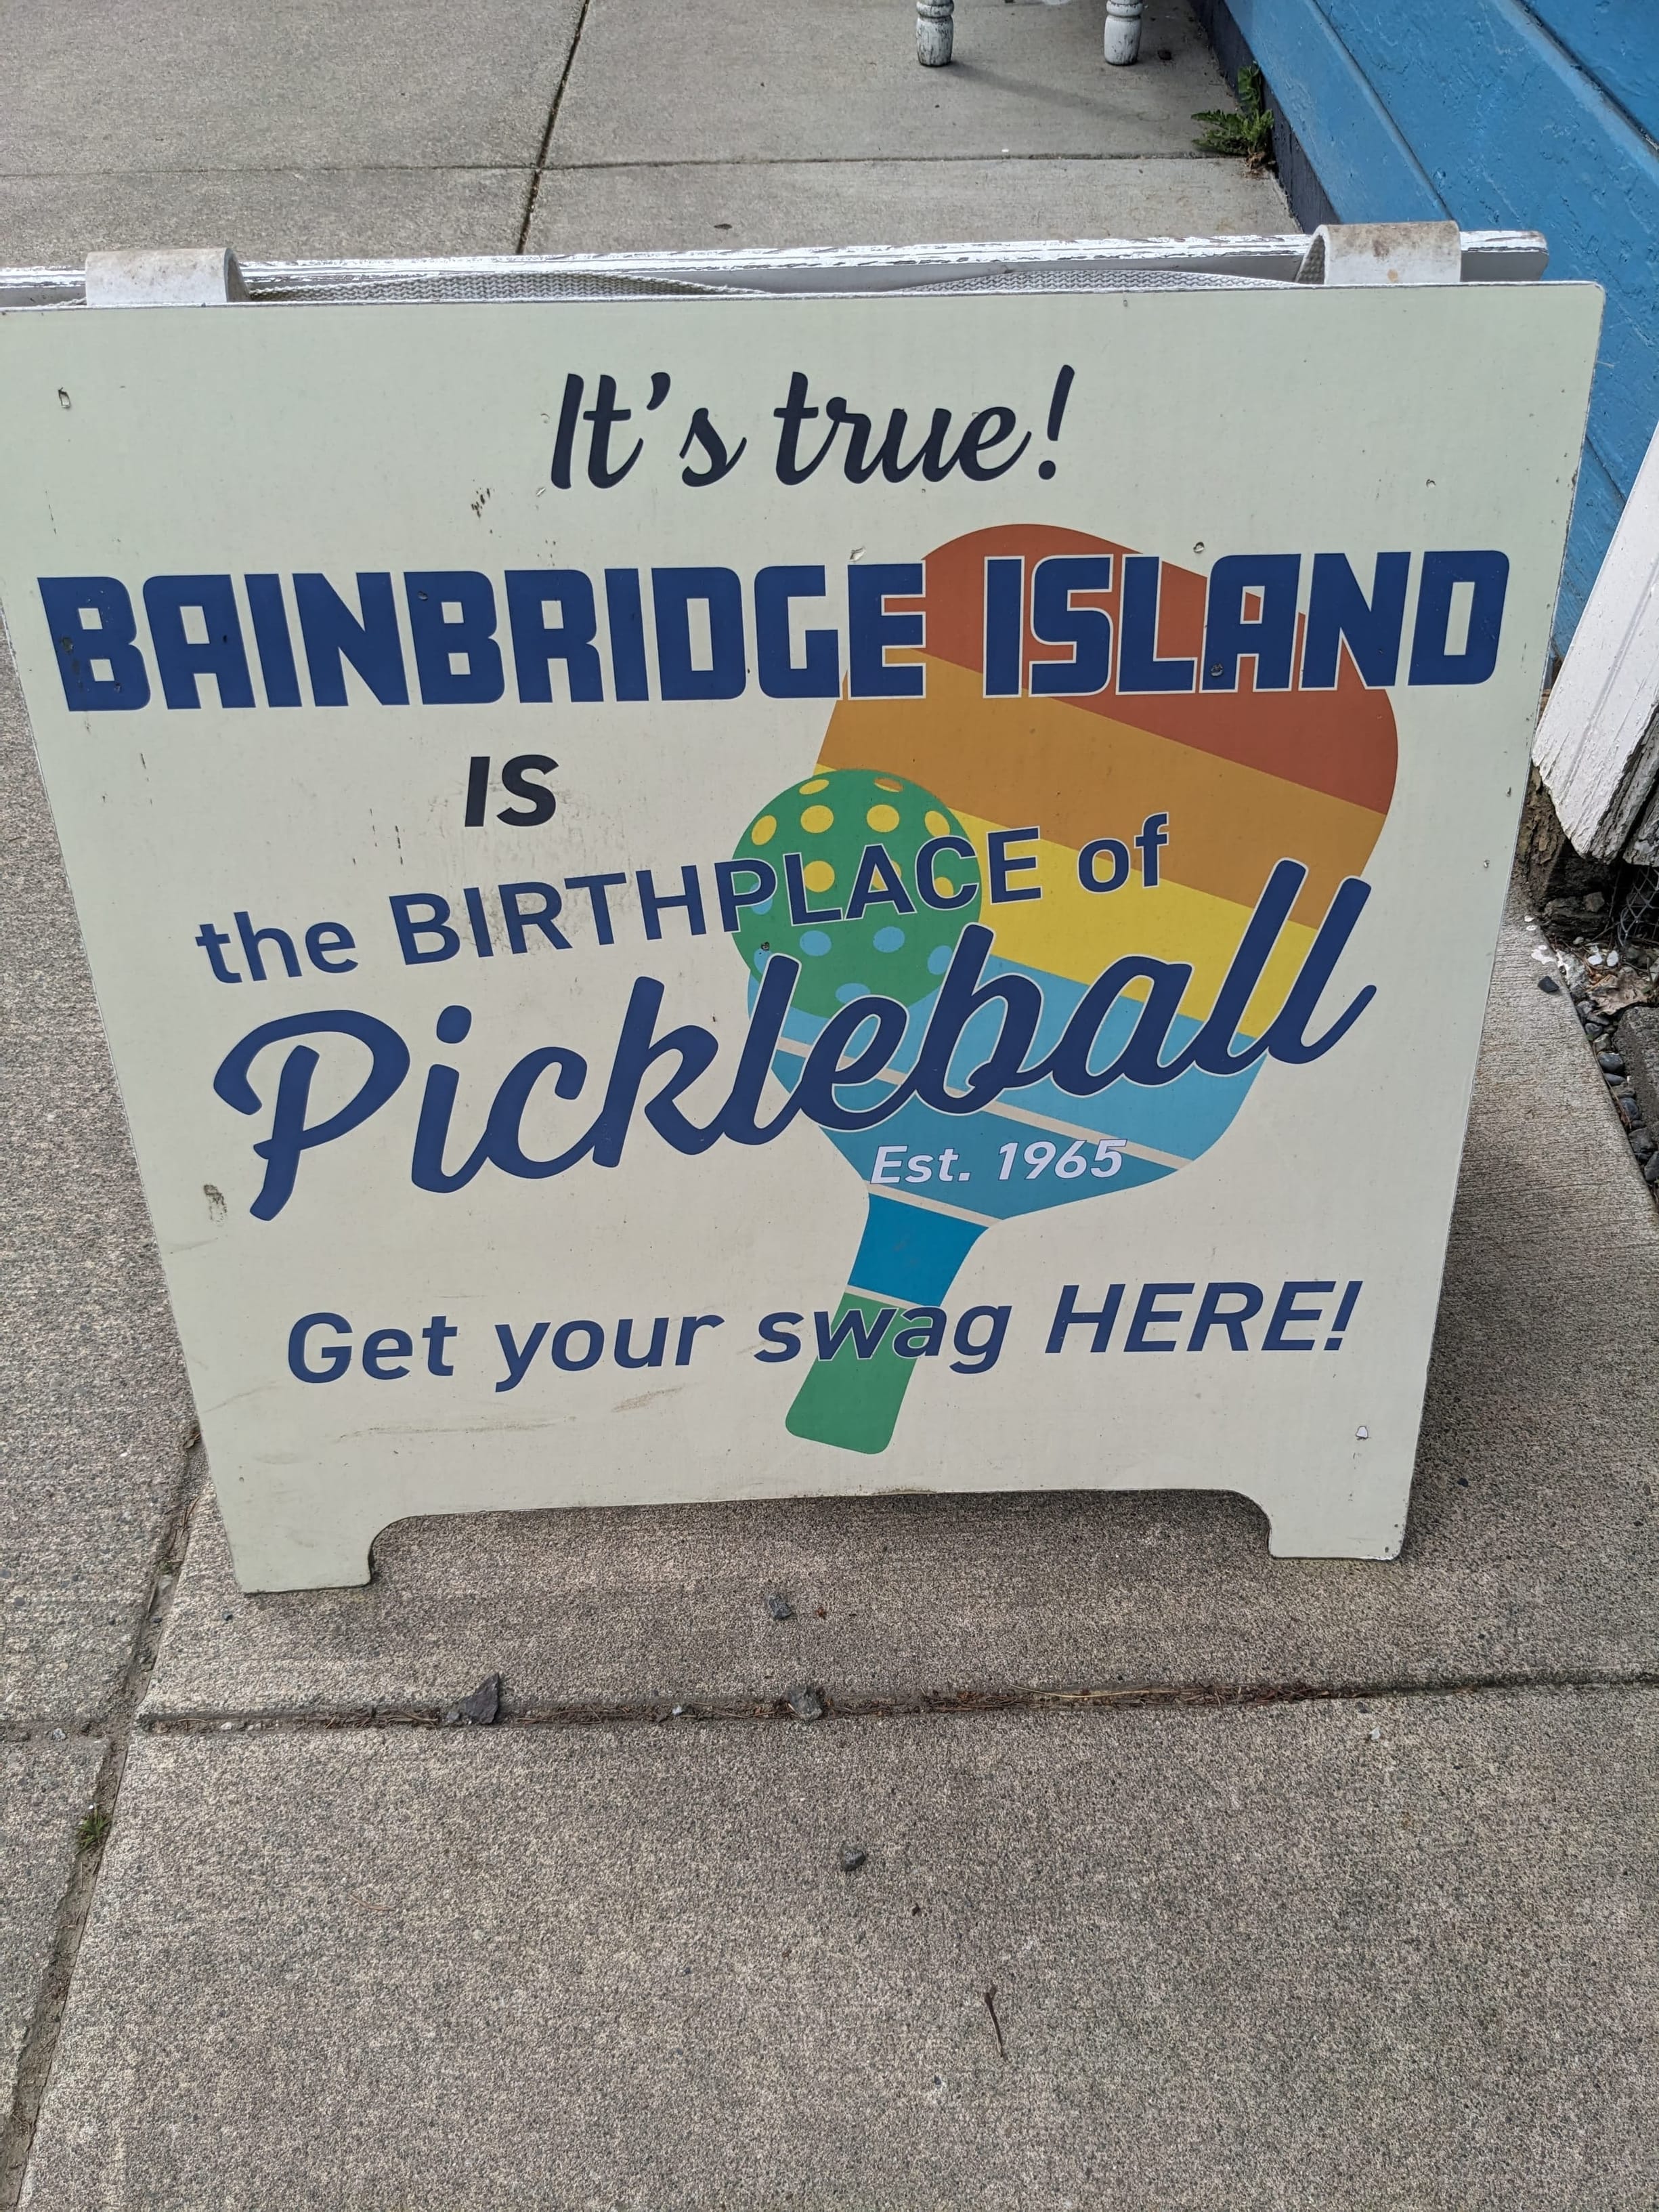 It's true!
BAINBRIDGE ISLAND
IS
the BIRTHPLACE of
Pickleball
Est. 1965
Get your swag HERE!